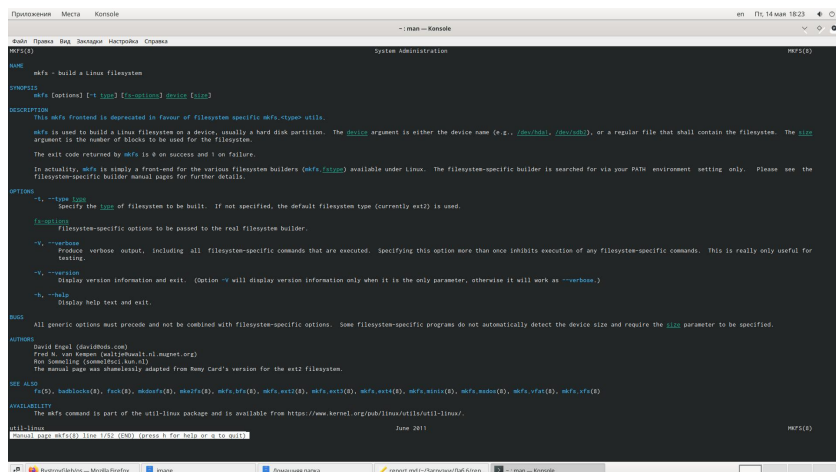 Приложения Места Konsole en Пт, 14 мая 18:23
~ : man — Konsole
Файл Правка Вид Закладки Настройка Справка
MKFS(8) System Administration MKFS(8)
NAME
mkfs - build a Linux filesystem
SYNOPSIS
mkfs [options] [-t type] [fs-options] device [size]
DESCRIPTION
This mkfs frontend is deprecated in favour of filesystem specific mkfs.<type> utils.
mkfs is used to build a Linux filesystem on a device, usually a hard disk partition. The device argument is either the device name (e.g., /dev/hda1, /dev/sdb2), or a regular file that shall contain the filesystem. The size
argument is the number of blocks to be used for the filesystem.
The exit code returned by mkfs is 0 on success and 1 on failure.
In actuality, mkfs is simply a front-end for the various filesystem builders (mkfs.fstype) available under Linux. The filesystem-specific builder is searched for via your PATH environment setting only. Please see the
filesystem-specific builder manual pages for further details.
OPTIONS
-t, --type type
Specify the type of filesystem to be built. If not specified, the default filesystem type (currently ext2) is used.
fs-options
Filesystem-specific options to be passed to the real filesystem builder.
-V, --verbose
Produce verbose output, including all filesystem-specific commands that are executed. Specifying this option more than once inhibits execution of any filesystem-specific commands. This is really only useful for
testing.
-V, --version
Display version information and exit. (Option -V will display version information only when it is the only parameter, otherwise it will work as --verbose.)
-h, --help
Display help text and exit.
BUGS
All generic options must precede and not be combined with filesystem-specific options. Some filesystem-specific programs do not automatically detect the device size and require the size parameter to be specified.
AUTHORS
David Engel (david@ods.com)
Fred N. van Kempen (waltje@uwalt.nl.mugnet.org)
Ron Sommeling (sommel@sci.kun.nl)
The manual page was shamelessly adapted from Remy Card's version for the ext2 filesystem.
SEE ALSO
fs(5), badblocks(8), fsck(8), mkdosfs(8), mke2fs(8), mkfs.bfs(8), mkfs.ext2(8), mkfs.ext3(8), mkfs.ext4(8), mkfs.minix(8), mkfs.msdos(8), mkfs.vfat(8), mkfs.xfs(8)
AVAILABILITY
The mkfs command is part of the util-linux package and is available from https://www.kernel.org/pub/linux/utils/util-linux/.
util-linux June 2011 MKFS(8)
Manual page mkfs(8) line 1/52 (END) (press h for help or q to quit)
— Mozilla Firefox image Домашняя папка ~ : man — Konsole